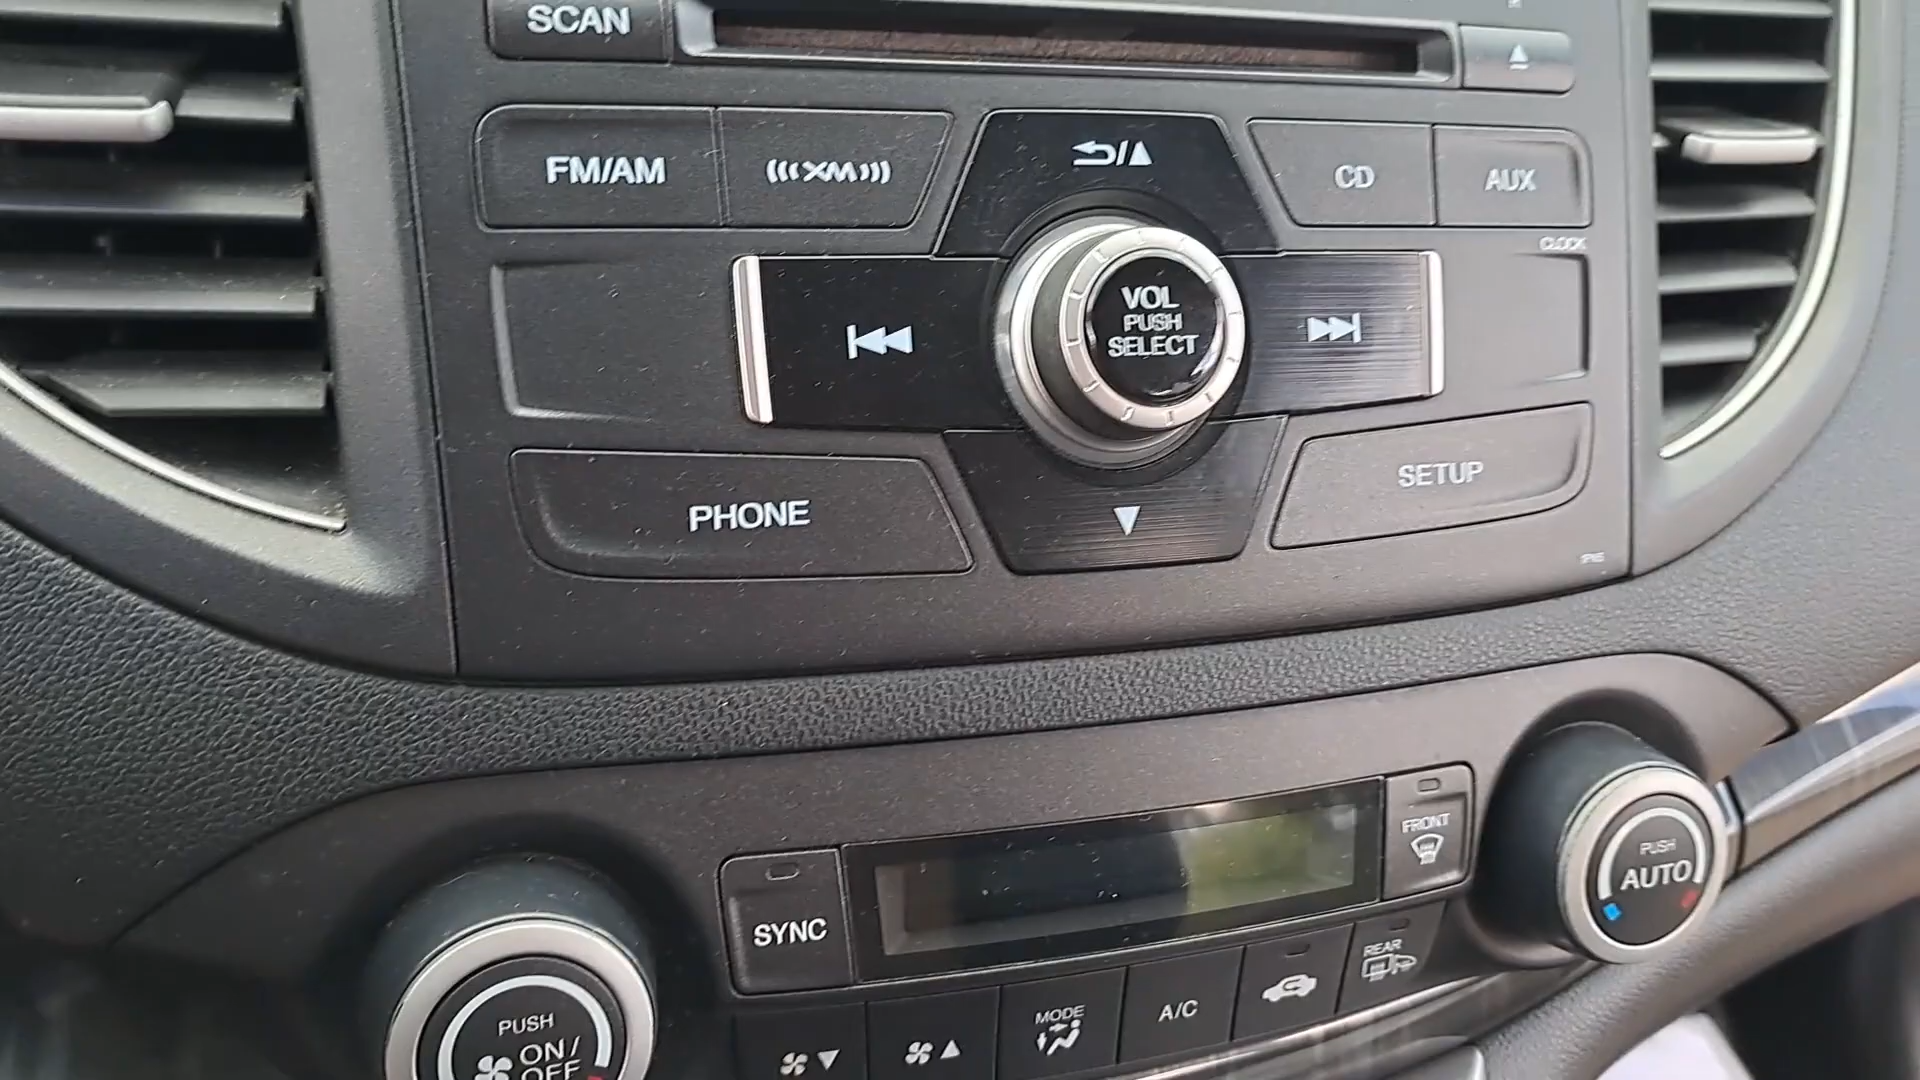 SCAN
FM/AM
XM
CD
AUX
CLOCK
VOL
PUSH
SELECT
PHONE
SETUP
FRONT
PUSH
AUTO
SYNC
REAR
MODE
A/C
PUSH
ON/
OFF